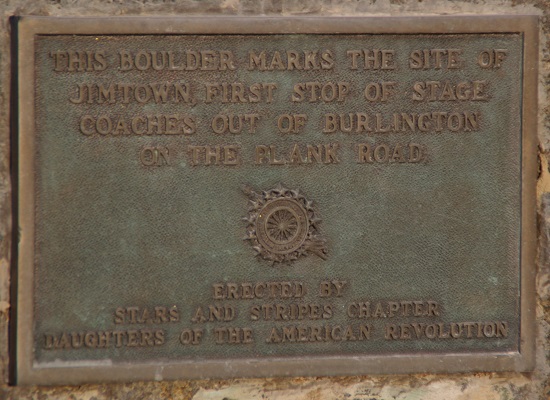 THIS BOULDER MARKS THE SITE OF
JIMTOWN, FIRST STOP OF STAGE
COACHES OUT OF BURLINGTON
ON THE PLANK ROAD.
ERECTED BY
STARS AND STRIPES CHAPTER
DAUGHTERS OF THE AMERICAN REVOLUTION